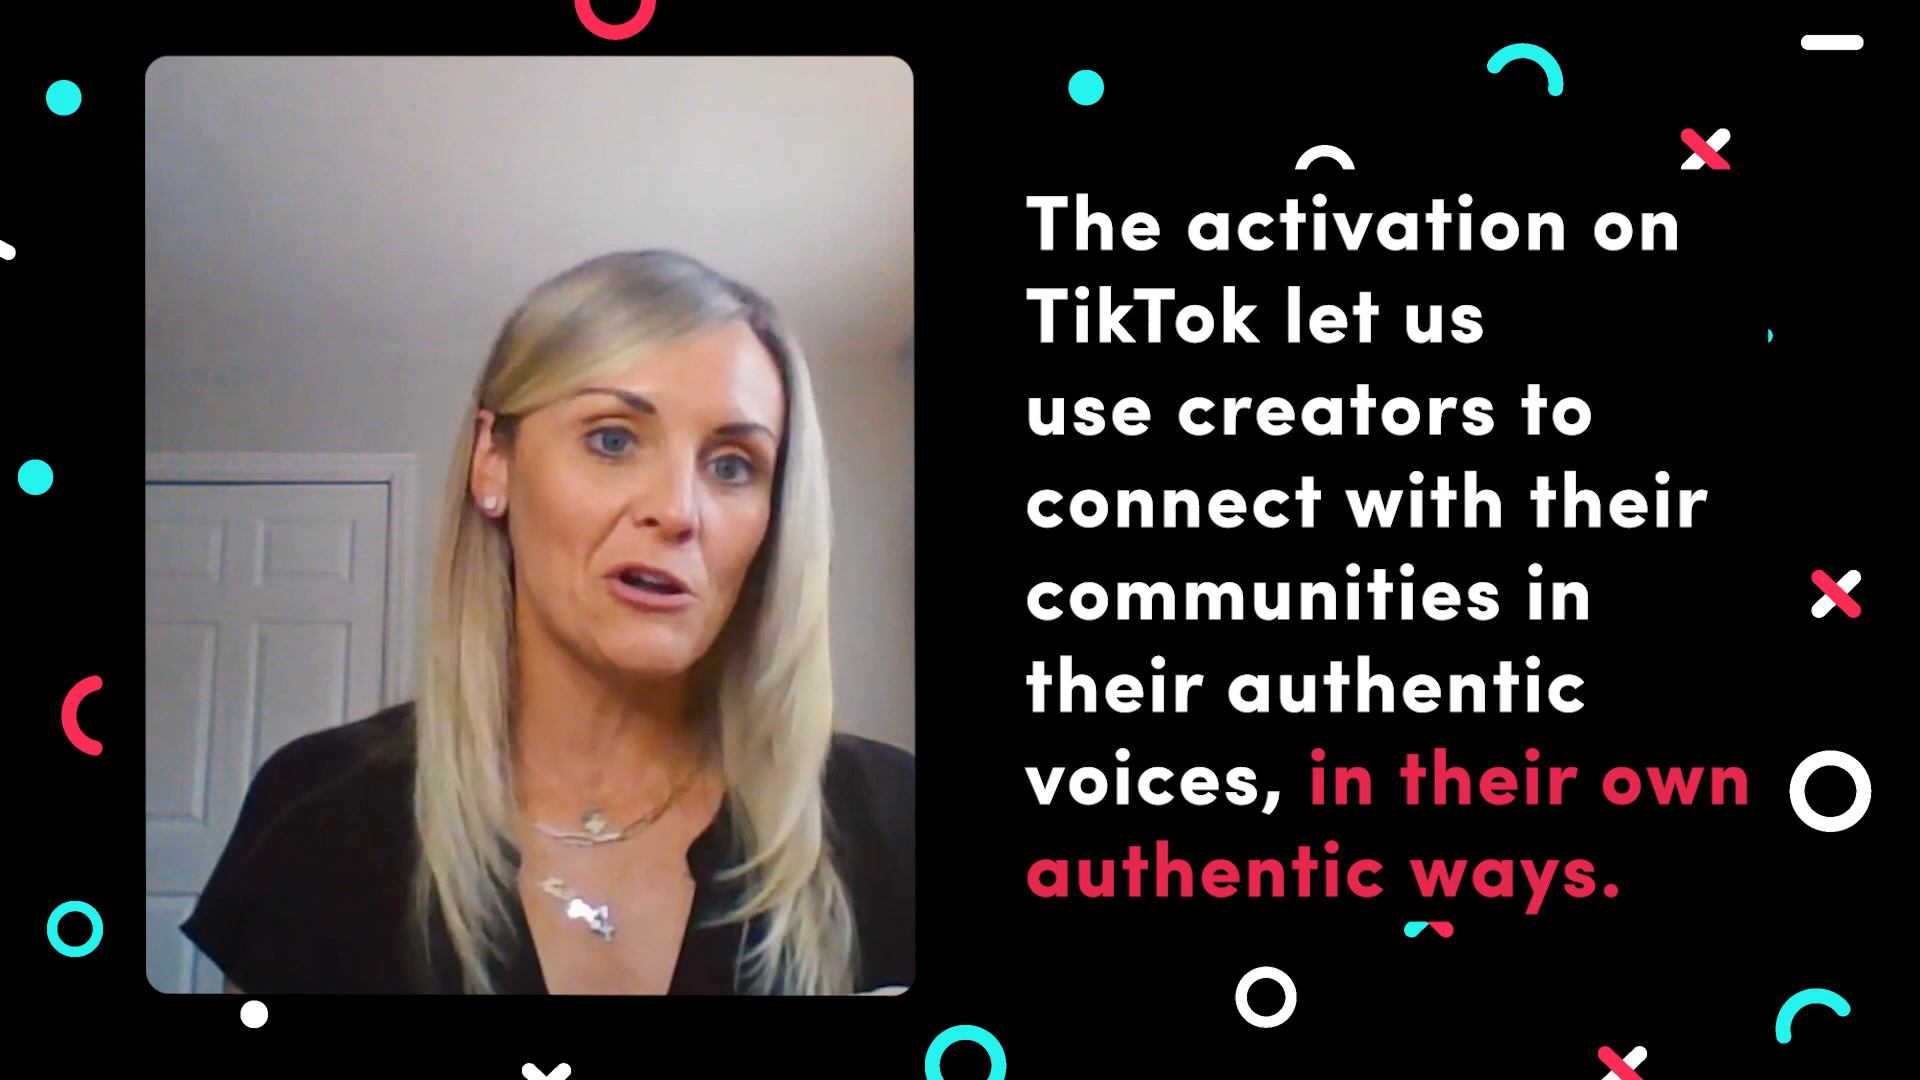 The activation on
TikTok let us
use creators to
connect with their
communities in
their authentic
voices, in their own
authentic ways.